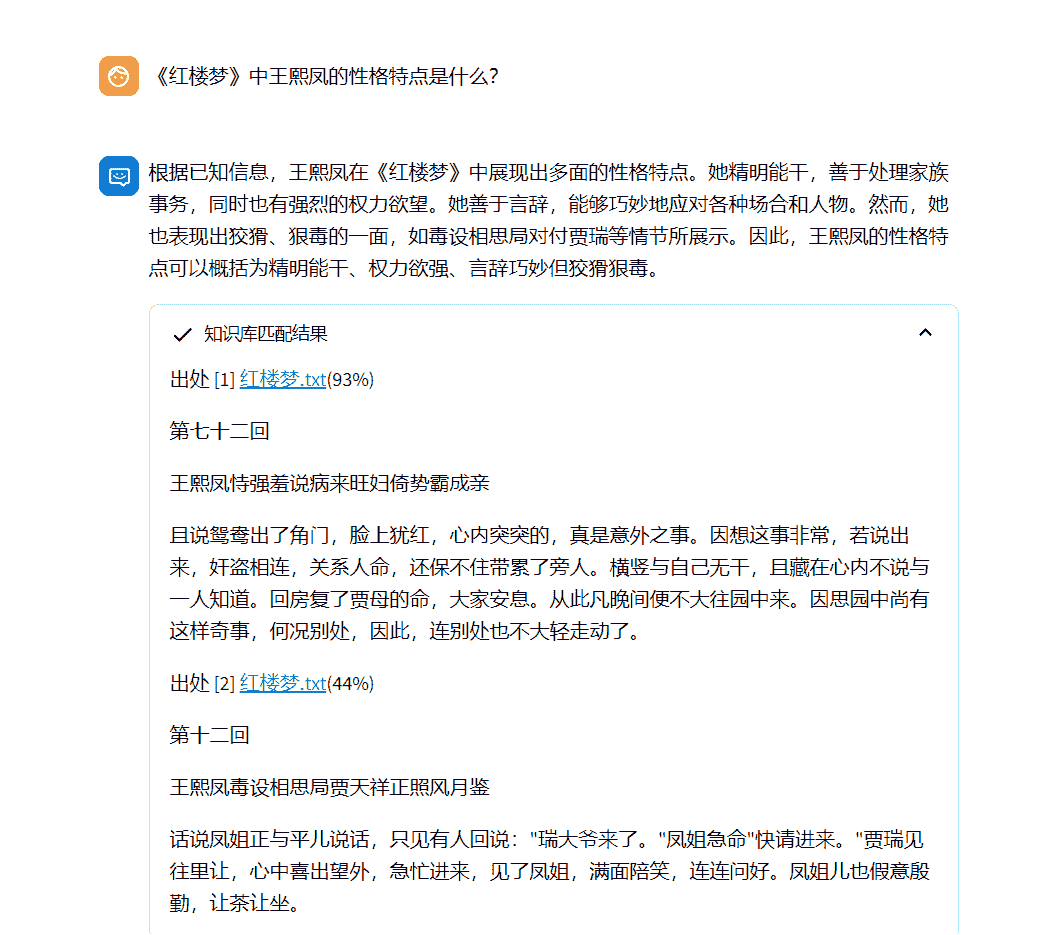 《红楼梦》中王熙凤的性格特点是什么?
根据已知信息，王熙凤在《红楼梦》中展现出多面的性格特点。她精明能干，善于处理家族
事务，同时也有强烈的权力欲望。她善于言辞，能够巧妙地应对各种场合和人物。然而，她
也表现出狡猾、狠毒的一面，如毒设相思局对付贾瑞等情节所展示。因此，王熙凤的性格特
点可以概括为精明能干、权力欲强、言辞巧妙但狡猾狠毒。
知识库匹配结果
出处 [1] 红楼梦.txt(93%)
第七十二回
王熙凤恃强羞说病来旺妇倚势霸成亲
且说鸳鸯出了角门，脸上犹红，心内突突的，真是意外之事。因想这事非常，若说出
来，奸盗相连，关系人命，还保不住带累了旁人。横竖与自己无干，且藏在心内不说与
一人知道。回房复了贾母的命，大家安息。从此凡晚间便不大往园中来。因思园中尚有
这样奇事，何况别处，因此，连别处也不大轻走动了。
出处 [2] 红楼梦.txt(44%)
第十二回
王熙凤毒设相思局贾天祥正照风月鉴
话说凤姐正与平儿说话，只见有人回说："瑞大爷来了。"凤姐急命"快请进来。"贾瑞见
往里让，心中喜出望外，急忙进来，见了凤姐，满面陪笑，连连问好。凤姐儿也假意殷
勤，让茶让坐。